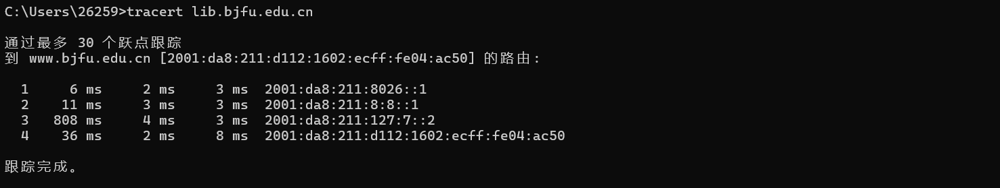 C:\Users\26259>tracert lib.bjfu.edu.cn
通过最多 30 个跃点跟踪
到 www.bjfu.edu.cn [2001:da8:211:d112:1602:ecff:fe04:ac50] 的路由:
1 6 ms 2 ms 3 ms 2001:da8:211:8026::1
2 11 ms 3 ms 3 ms 2001:da8:211:8:8::1
3 808 ms 4 ms 3 ms 2001:da8:211:127:7::2
4 36 ms 2 ms 8 ms 2001:da8:211:d112:1602:ecff:fe04:ac50
跟踪完成。